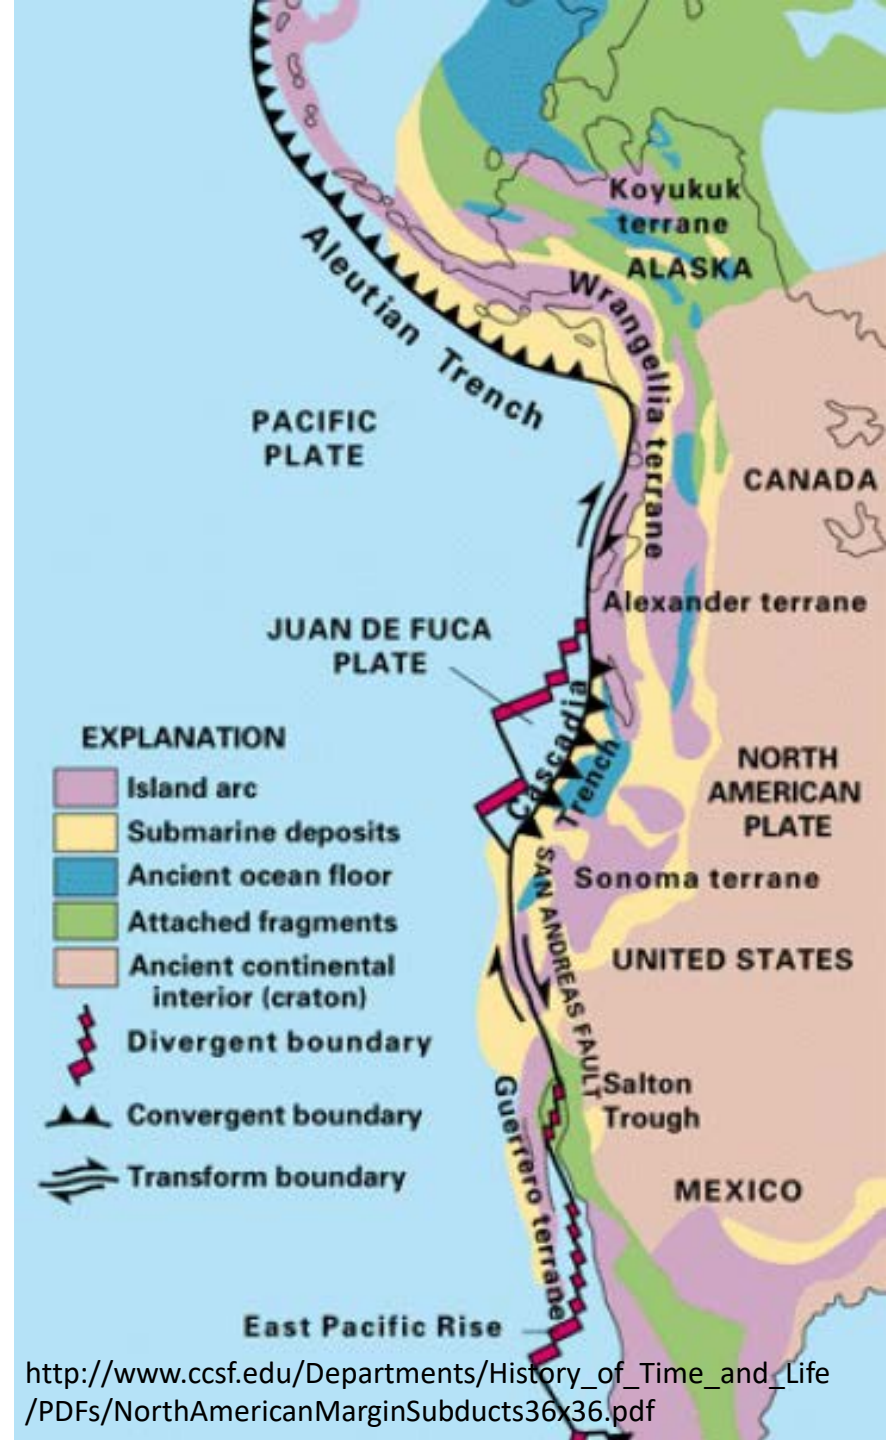 Koyukuk
terrane
ALASKA
Aleutian Trench
Wrangellia terrane
PACIFIC
PLATE
CANADA
Alexander terrane
JUAN DE FUCA
PLATE
Cascadia
Trench
EXPLANATION
Island arc
Submarine deposits
Ancient ocean floor
Attached fragments
Ancient continental
interior (craton)
Divergent boundary
Convergent boundary
Transform boundary
NORTH
AMERICAN
PLATE
Sonoma terrane
SAN ANDREAS FAULT
UNITED STATES
Salton
Trough
Guerrero terrane
MEXICO
East Pacific Rise
http://www.ccsf.edu/Departments/History_of_Time_and_Life
/PDFs/NorthAmericanMarginSubducts36x36.pdf